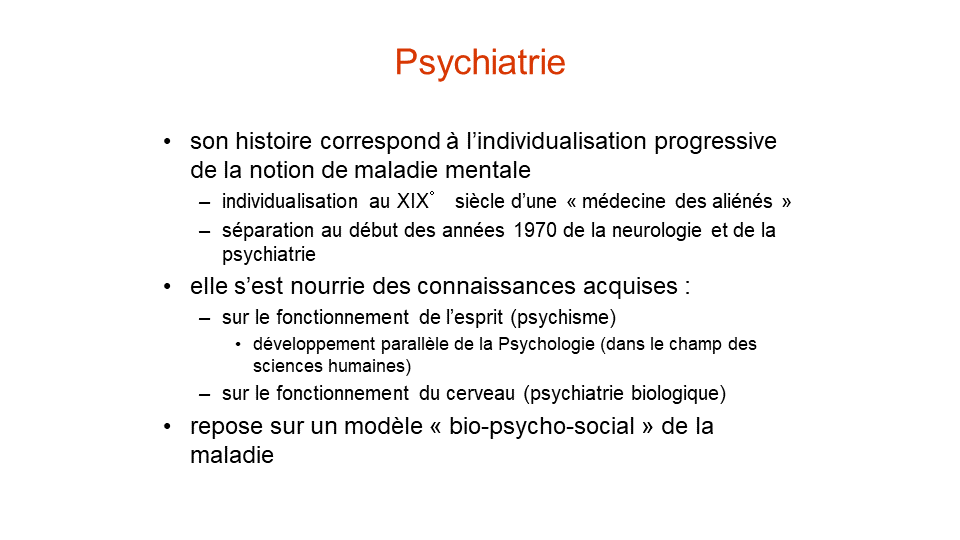 Psychiatrie
• son histoire correspond à l’individualisation progressive
de la notion de maladie mentale
– individualisation au XIX° siècle d’une « médecine des aliénés »
– séparation au début des années 1970 de la neurologie et de la
psychiatrie
• elle s’est nourrie des connaissances acquises :
– sur le fonctionnement de l’esprit (psychisme)
• développement parallèle de la Psychologie (dans le champ des
sciences humaines)
– sur le fonctionnement du cerveau (psychiatrie biologique)
• repose sur un modèle « bio-psycho-social » de la
maladie